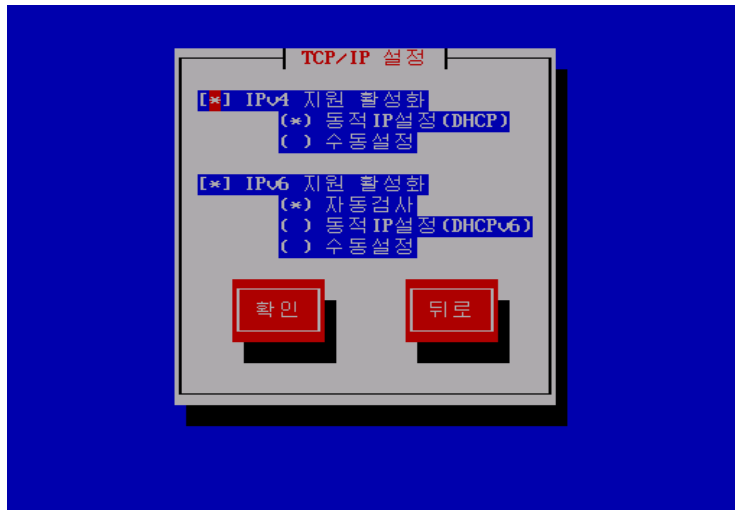 TCP/IP 설정
[*] IPv4 지원 활성화
(*) 동적IP설정(DHCP)
( ) 수동설정
[*] IPv6 지원 활성화
(*) 자동검사
( ) 동적IP설정(DHCPv6)
( ) 수동설정
확인 뒤로